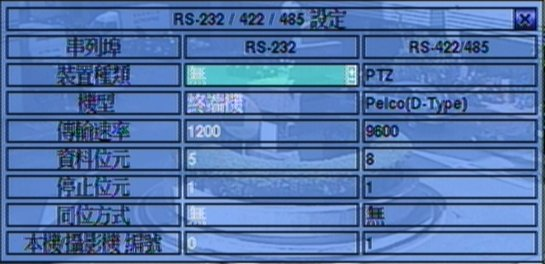 RS-232 / 422 / 485 設定
串列埠 RS-232 RS-422/485
裝置種類 無 PTZ
機型 終端機 Pelco(D-Type)
傳輸速率 1200 9600
資料位元 5 8
停止位元 1 1
同位方式 無 無
本機/攝影機 編號 0 1